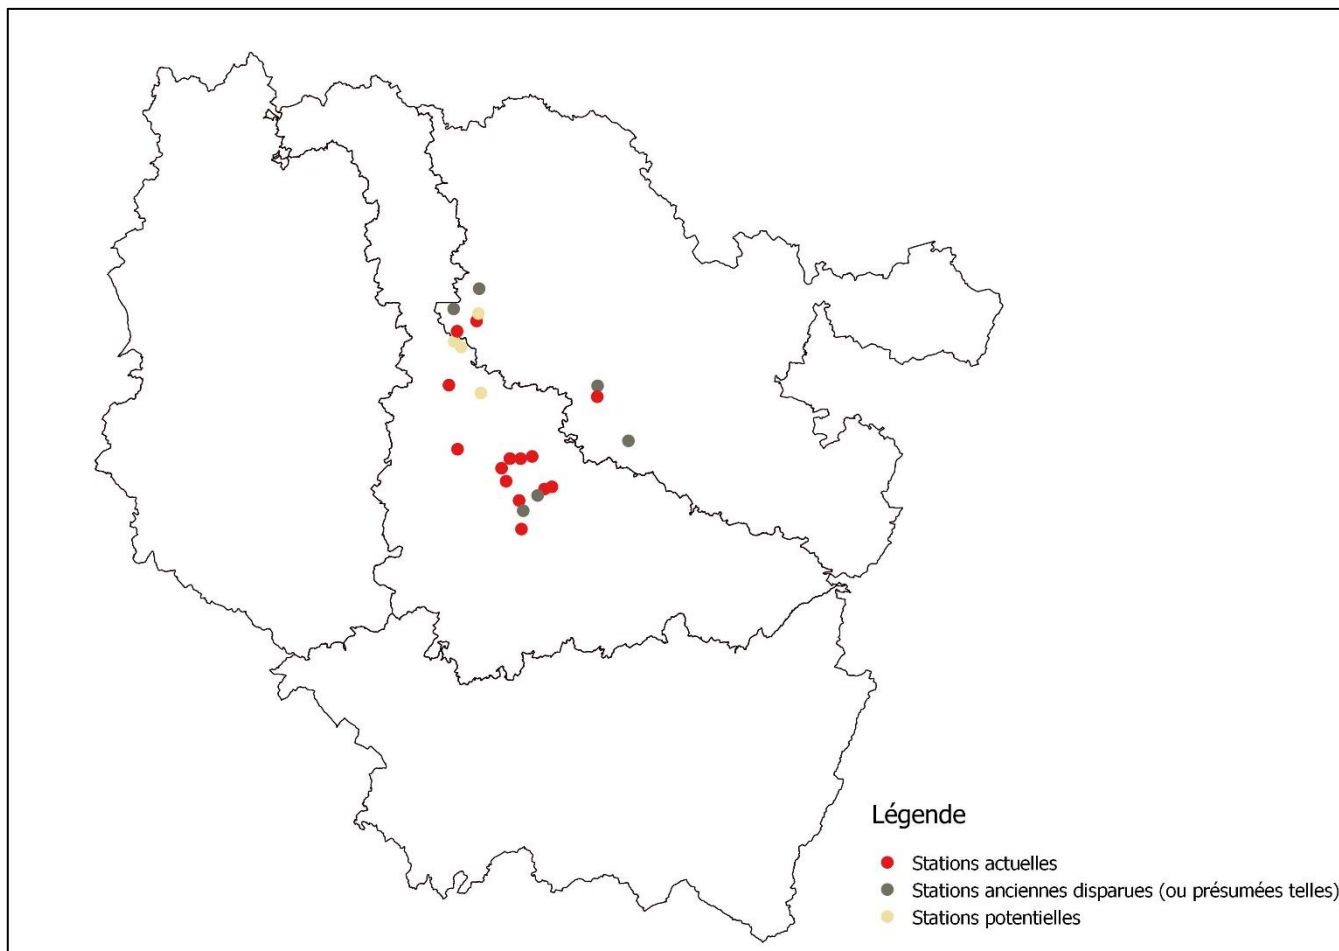 Légende
Stations actuelles
Stations anciennes disparues (ou présumées telles)
Stations potentielles